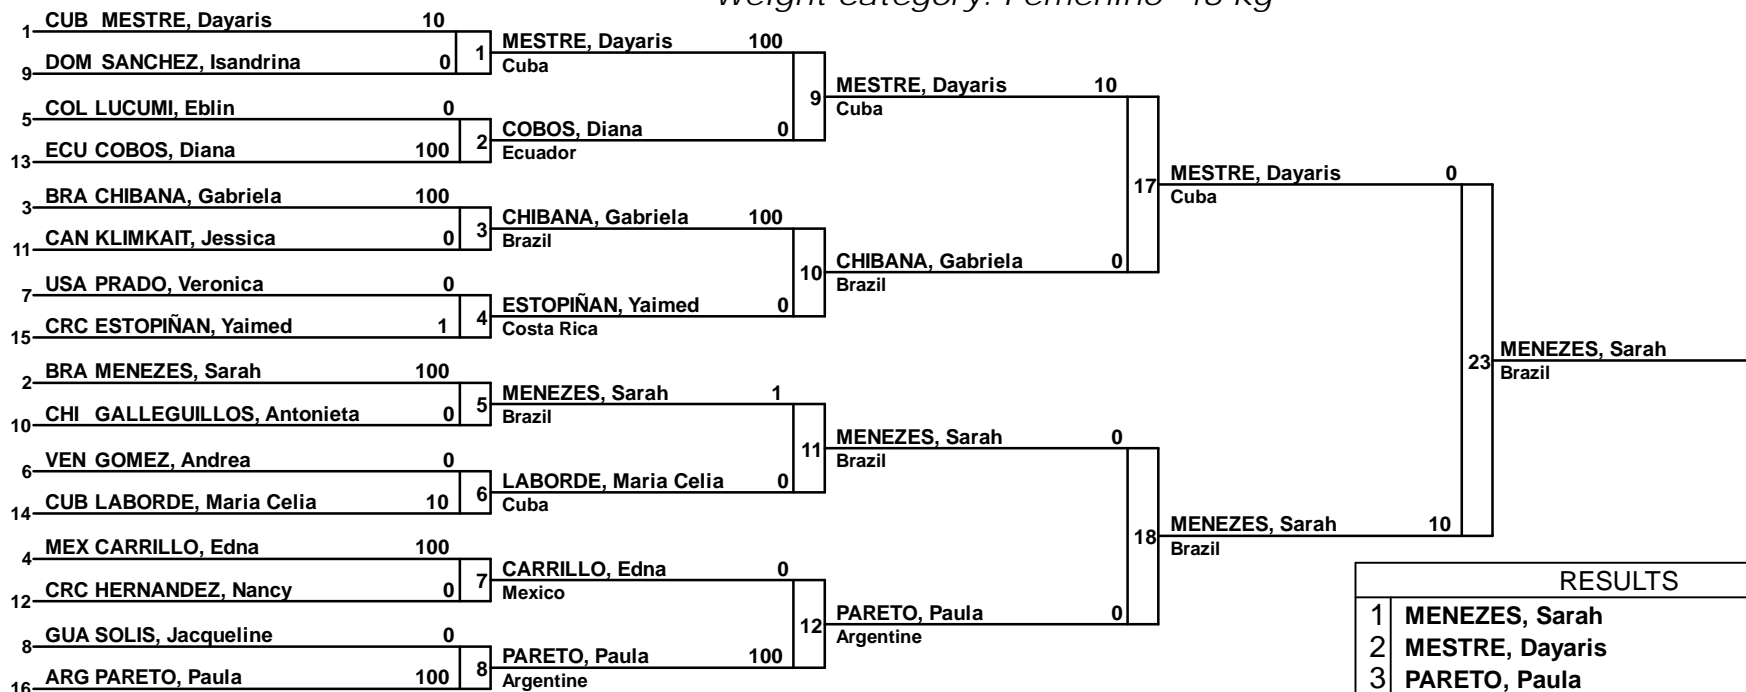 Weight category: Femenino -48 Kg
1 CUB MESTRE, Dayaris 10
9 DOM SANCHEZ, Isandrina 0
1
5 COL LUCUMI, Eblin 0
13 ECU COBOS, Diana 100
2
3 BRA CHIBANA, Gabriela 100
11 CAN KLIMKAIT, Jessica 0
3
7 USA PRADO, Veronica 0
15 CRC ESTOPIÑAN, Yaimed 1
4
2 BRA MENEZES, Sarah 100
10 CHI GALLEGUILLOS, Antonieta 0
5
6 VEN GOMEZ, Andrea 0
14 CUB LABORDE, Maria Celia 10
6
4 MEX CARRILLO, Edna 100
12 CRC HERNANDEZ, Nancy 0
7
8 GUA SOLIS, Jacqueline 0
16 ARG PARETO, Paula 100
8
MESTRE, Dayaris 100
Cuba
COBOS, Diana 0
Ecuador
9
CHIBANA, Gabriela 100
Brazil
ESTOPIÑAN, Yaimed 0
Costa Rica
10
MENEZES, Sarah 1
Brazil
LABORDE, Maria Celia 0
Cuba
11
CARRILLO, Edna 0
Mexico
PARETO, Paula 100
Argentine
12
MESTRE, Dayaris 10
Cuba
CHIBANA, Gabriela 0
Brazil
17
MENEZES, Sarah 0
Brazil
PARETO, Paula 0
Argentine
18
MESTRE, Dayaris 0
Cuba
MENEZES, Sarah 10
Brazil
23
MENEZES, Sarah
Brazil
RESULTS
1 MENEZES, Sarah
2 MESTRE, Dayaris
3 PARETO, Paula